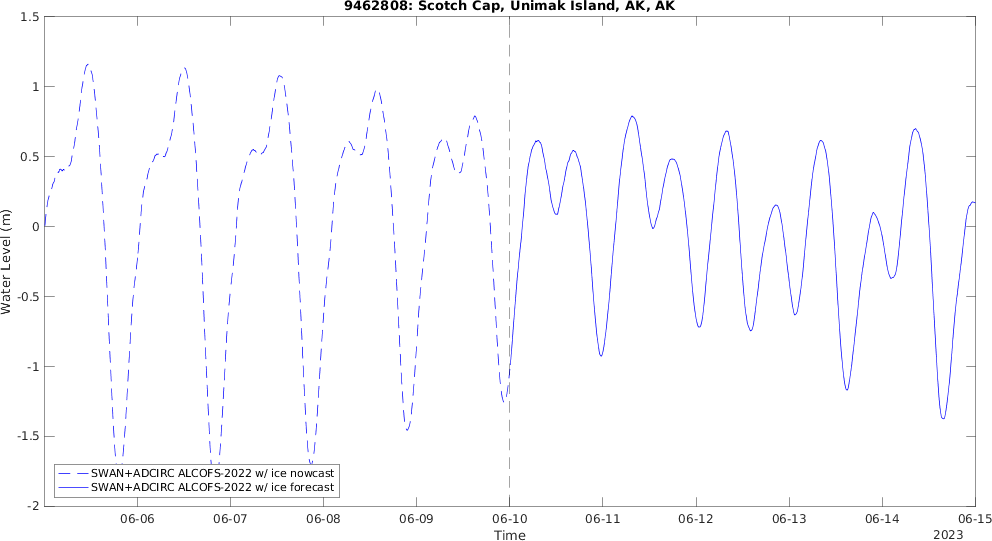 9462808: Scotch Cap, Unimak Island, AK, AK
1.5
1
0.5
0
-0.5
-1
-1.5
-2
Water Level (m)
SWAN+ADCIRC ALCOFS-2022 w/ ice nowcast
SWAN+ADCIRC ALCOFS-2022 w/ ice forecast
06-06 06-07 06-08 06-09 06-10 06-11 06-12 06-13 06-14 06-15
Time
2023